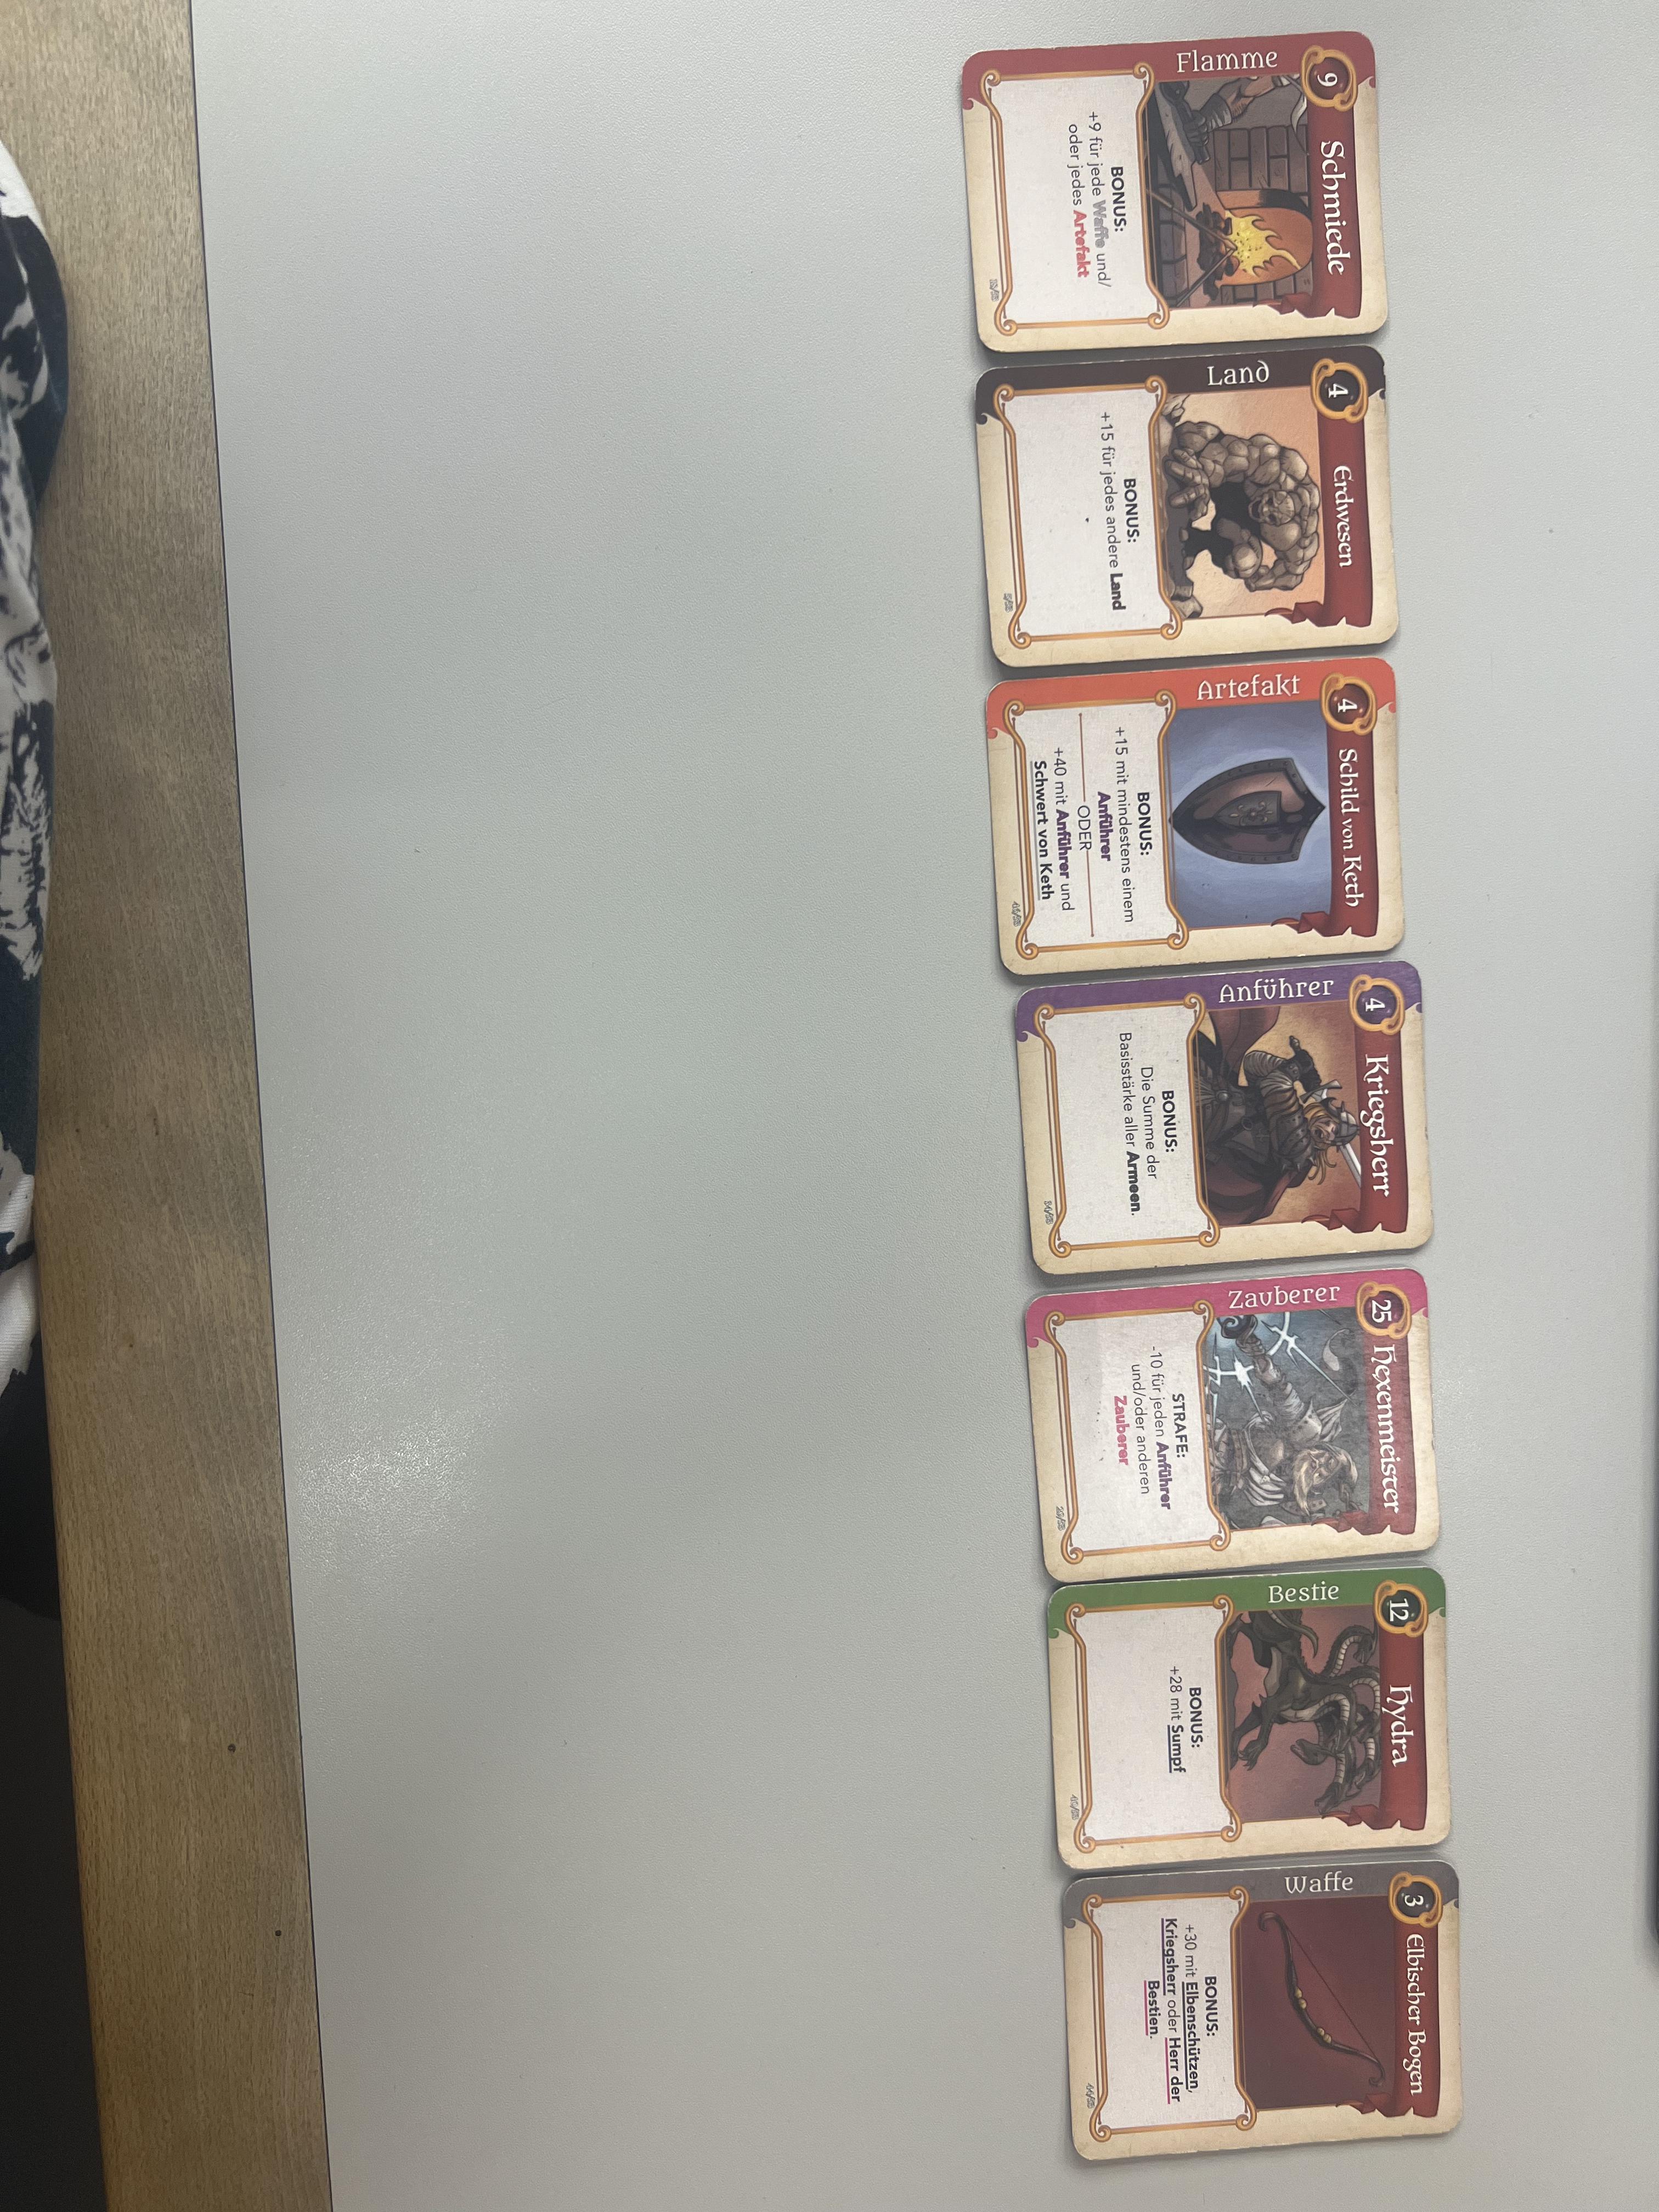 9
Schmiede
Flamme
BONUS:
+9 für jede Waffe und/
oder jedes Artefakt
4
Erdwesen
Land
BONUS:
+15 für jedes andere Land
4
Schild von Keth
Artefakt
BONUS:
+15 mit mindestens einem
Anführer
ODER
+40 mit Anführer und
Schwert von Keth
4
Kriegsherr
Anführer
BONUS:
Die Summe der
Basisstärke aller Armeen.
25
Hexenmeister
Zauberer
STRAFE:
-10 für jeden Anführer
und/oder anderen
Zauberer
12
Hydra
Bestie
BONUS:
+28 mit Sumpf
3
Elbischer Bogen
Waffe
BONUS:
+30 mit Elbenschützen,
Kriegsherr oder Herr der
Bestien.